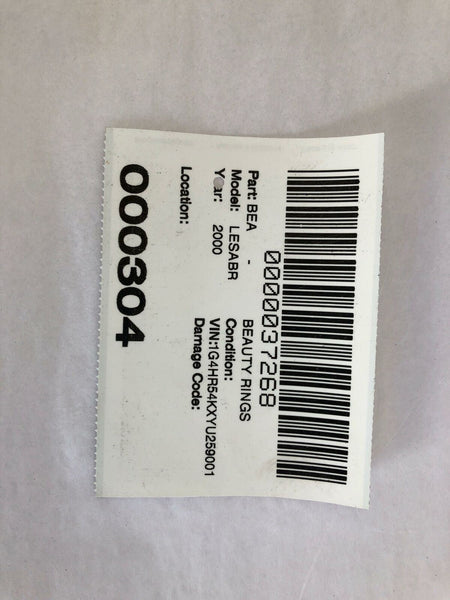 0000037268
Part: BEA - BEAUTY RINGS
Model: LESABR Condition:
Year: 2000 VIN:1G4HR54KXYU259001
Damage Code:
Location:
000304